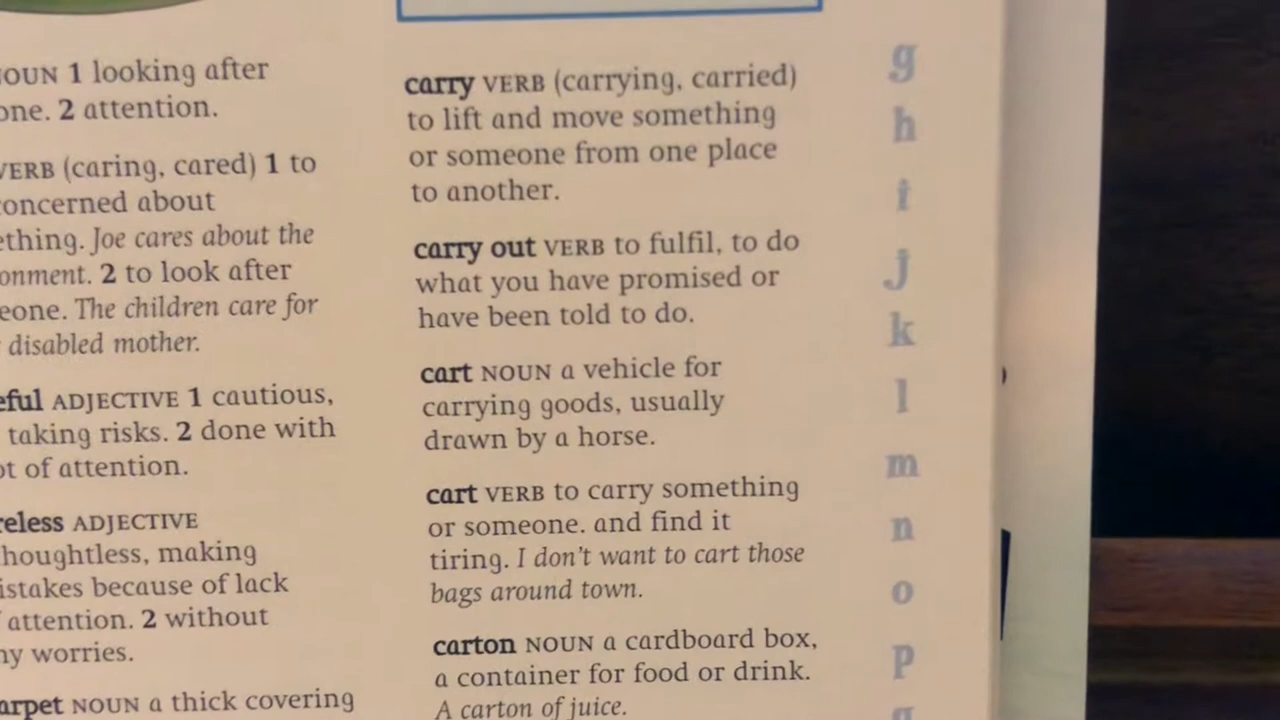 NOUN 1 looking after
one. 2 attention.
VERB (caring, cared) 1 to
concerned about
ething. Joe cares about the
onment. 2 to look after
eone. The children care for
disabled mother.
eful ADJECTIVE 1 cautious,
taking risks. 2 done with
ot of attention.
reless ADJECTIVE
houghtless, making
istakes because of lack
f attention. 2 without
ny worries.
arpet NOUN a thick covering
carry VERB (carrying, carried)
to lift and move something
or someone from one place
to another.
carry out VERB to fulfil, to do
what you have promised or
have been told to do.
cart NOUN a vehicle for
carrying goods, usually
drawn by a horse.
cart VERB to carry something
or someone. and find it
tiring. I don't want to cart those
bags around town.
carton NOUN a cardboard box,
a container for food or drink.
A carton of juice.
g
h
i
j
k
l
m
n
o
p
q